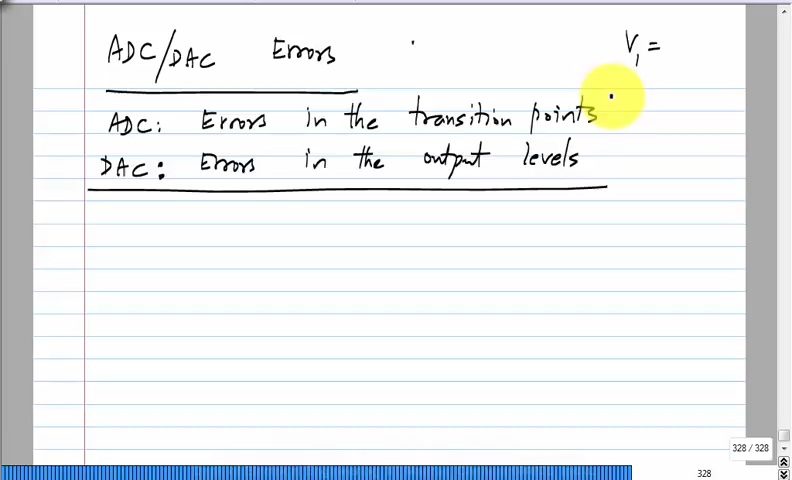 ADC/DAC Errors
V1 =
ADC: Errors in the transition points
DAC: Errors in the output levels
328 / 328
328